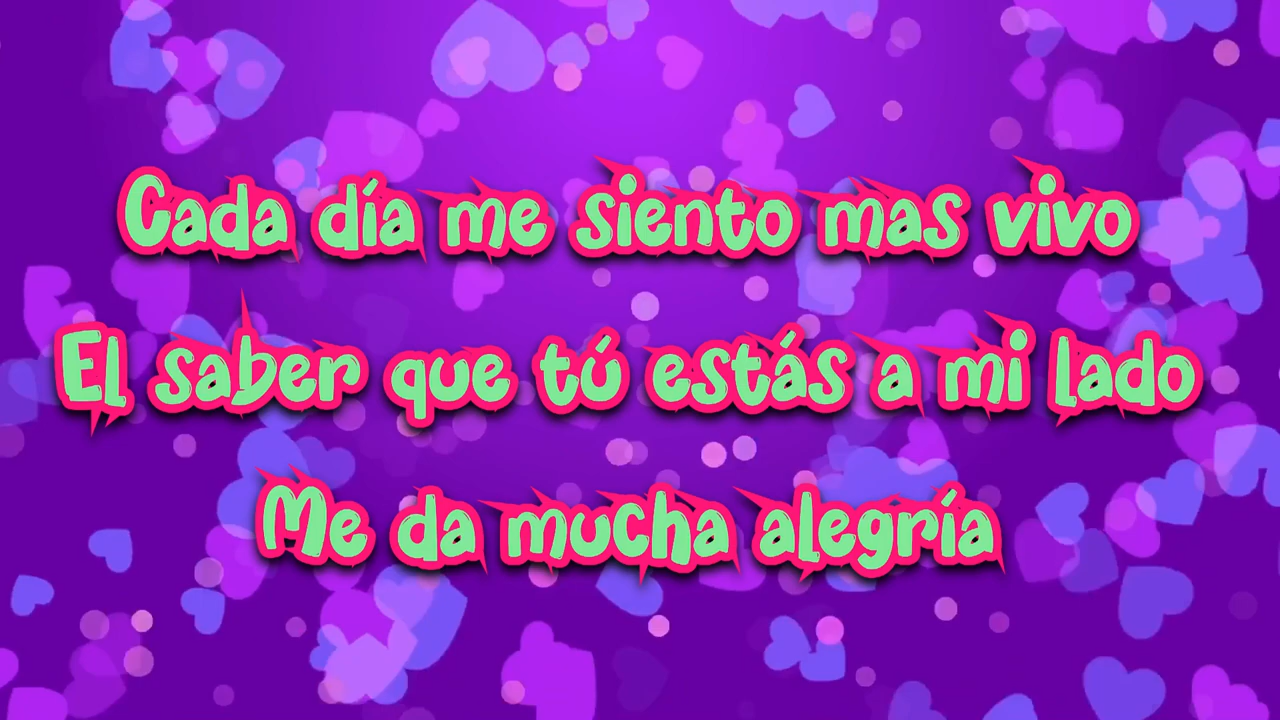 Cada día me siento mas vivo
El saber que tú estás a mi lado
Me da mucha alegría